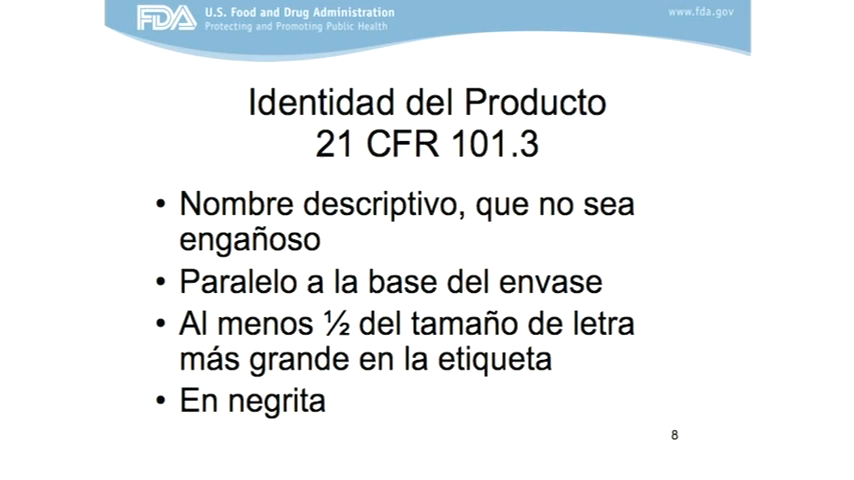 FDA U.S. Food and Drug Administration
Protecting and Promoting Public Health
www.fda.gov
Identidad del Producto
21 CFR 101.3
• Nombre descriptivo, que no sea
engañoso
• Paralelo a la base del envase
• Al menos ½ del tamaño de letra
más grande en la etiqueta
• En negrita
8